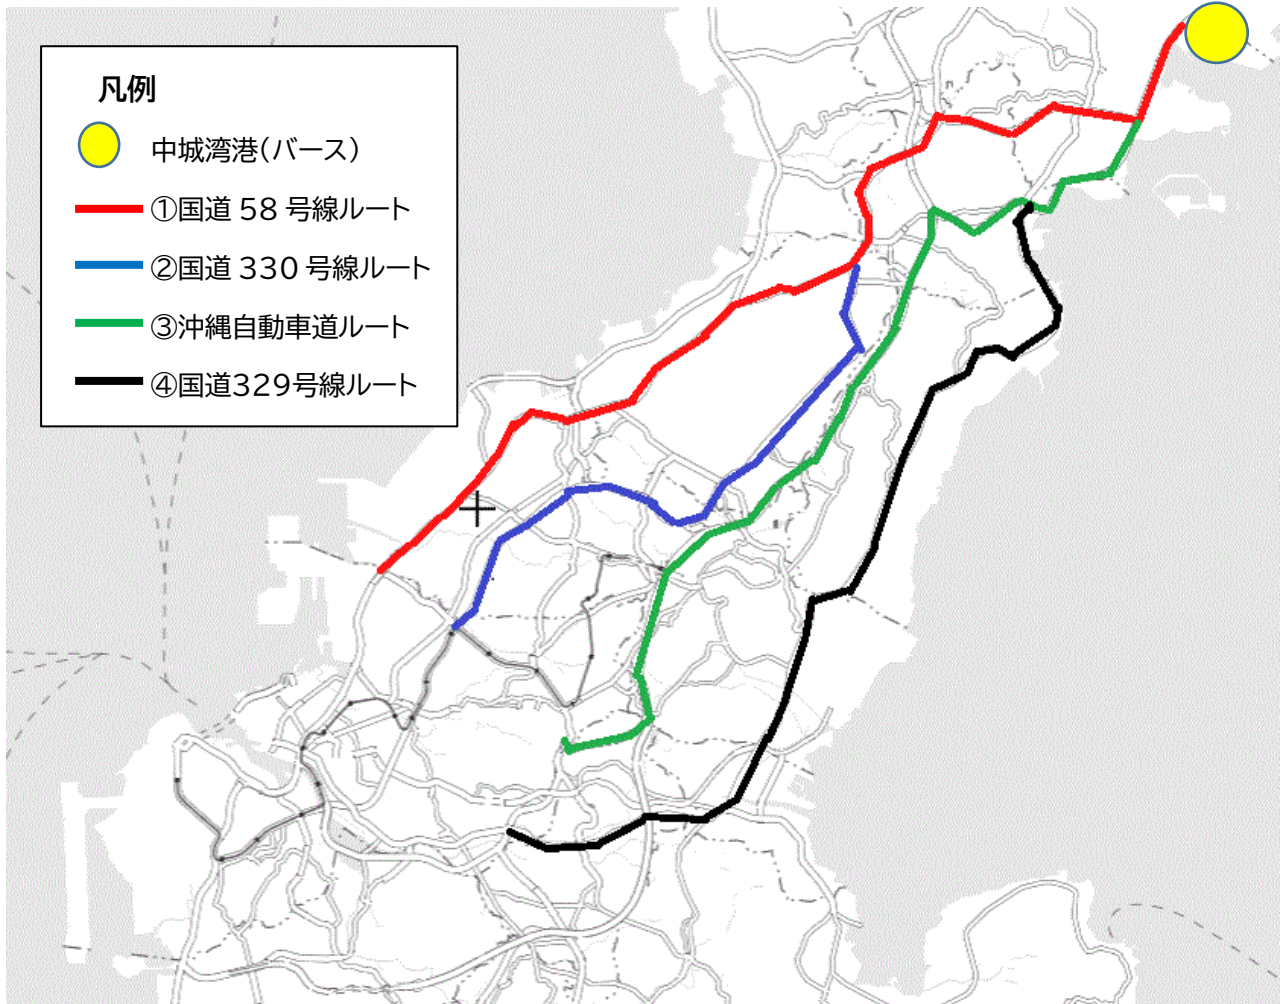 凡例
中城湾港(バース)
①国道 58 号線ルート
②国道 330 号線ルート
③沖縄自動車道ルート
④国道329号線ルート